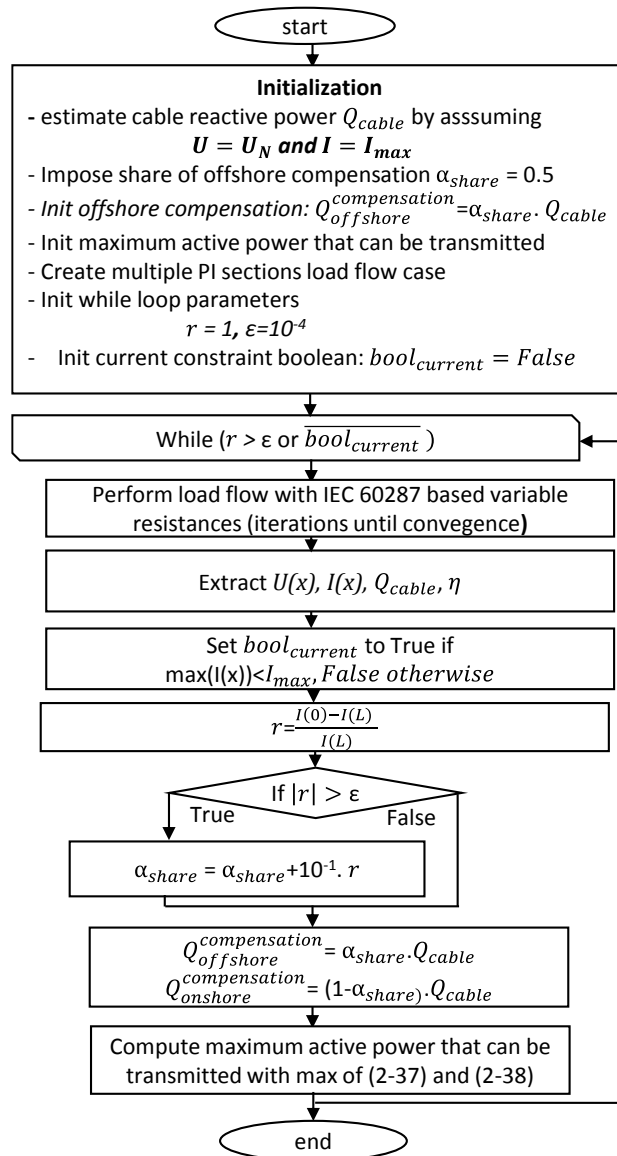 start
Initialization
- estimate cable reactive power Q_cable by asssuming
U = U_N and I = I_max
- Impose share of offshore compensation α_share = 0.5
- Init offshore compensation: Q_offshore^compensation=α_share. Q_cable
- Init maximum active power that can be transmitted
- Create multiple PI sections load flow case
- Init while loop parameters
r = 1, ε=10^-4
- Init current constraint boolean: bool_current = False
While (r > ε or \overline{bool_current} )
Perform load flow with IEC 60287 based variable
resistances (iterations until convegence)
Extract U(x), I(x), Q_cable, η
Set bool_current to True if
max(I(x))<I_max, False otherwise
r=\frac{I(0)−I(L)}{I(L)}
If |r| > ε
True
False
α_share = α_share+10^-1. r
Q_offshore^compensation= α_share.Q_cable
Q_onshore^compensation= (1-α_share).Q_cable
Compute maximum active power that can be
transmitted with max of (2-37) and (2-38)
end